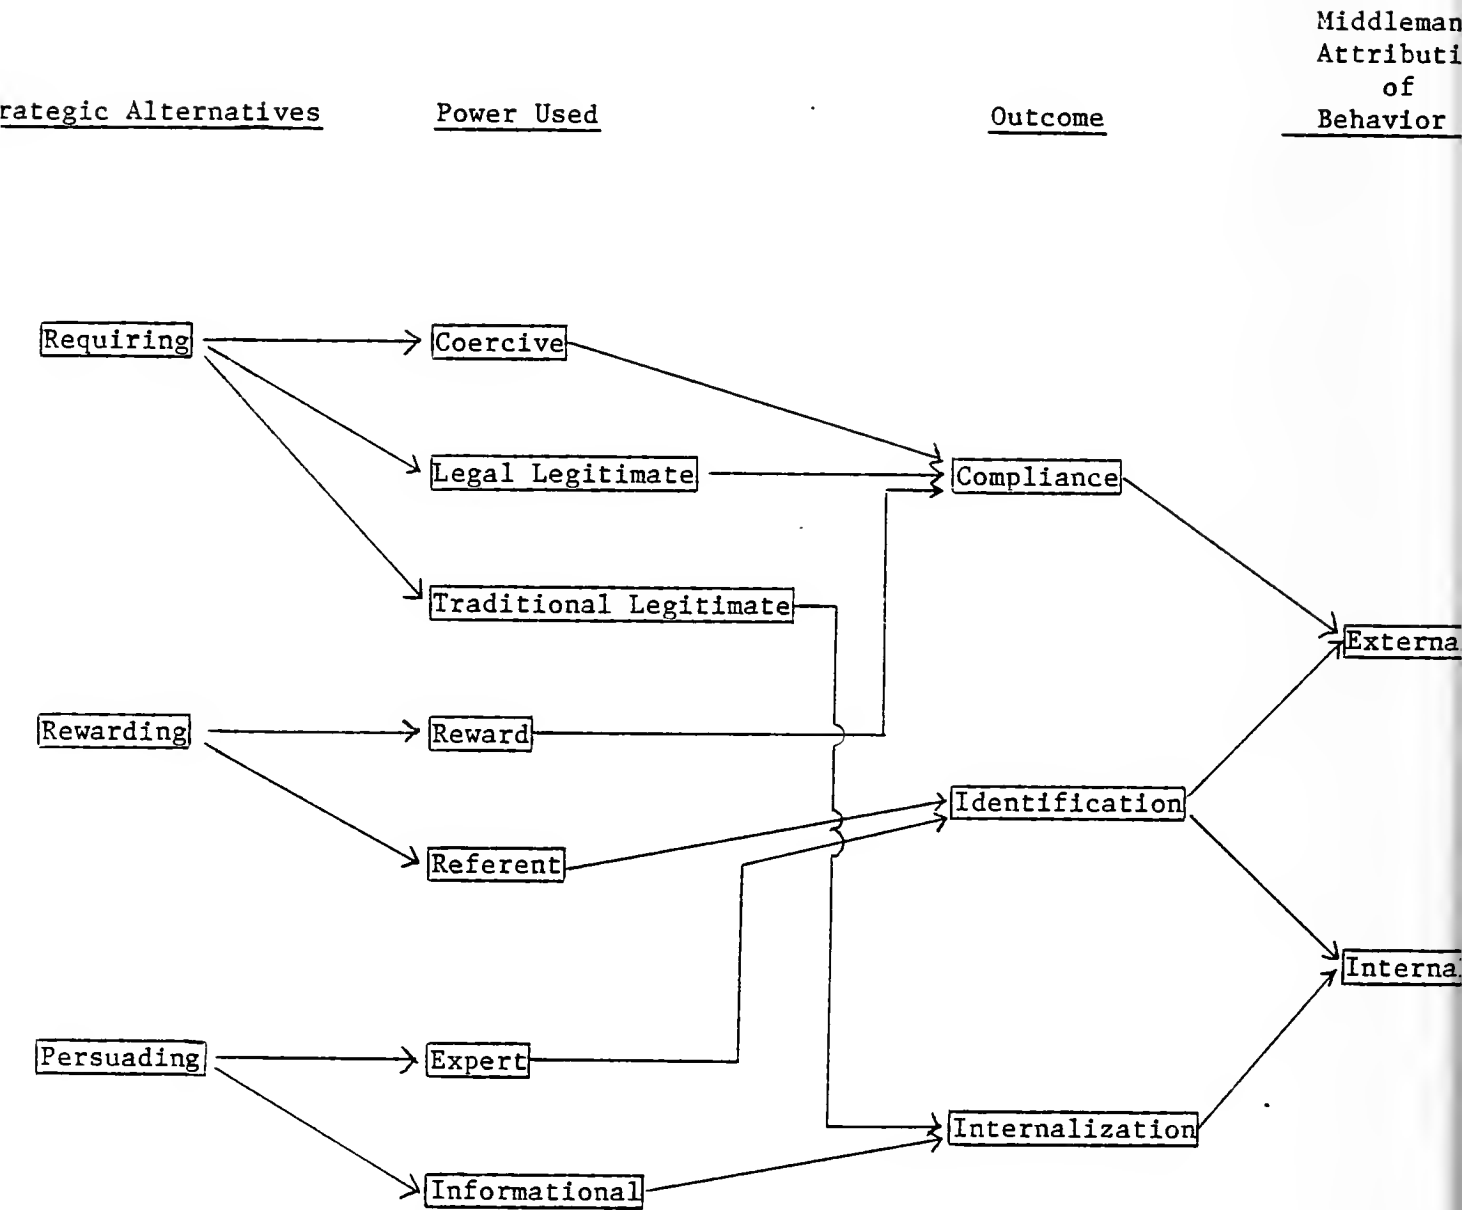 Middleman
Attributi
of
Behavior
rategic Alternatives
Power Used
Outcome
Requiring
Coercive
Legal Legitimate
Compliance
Traditional Legitimate
Externa
Rewarding
Reward
Identification
Referent
Internal
Persuading
Expert
Internalization
Informational